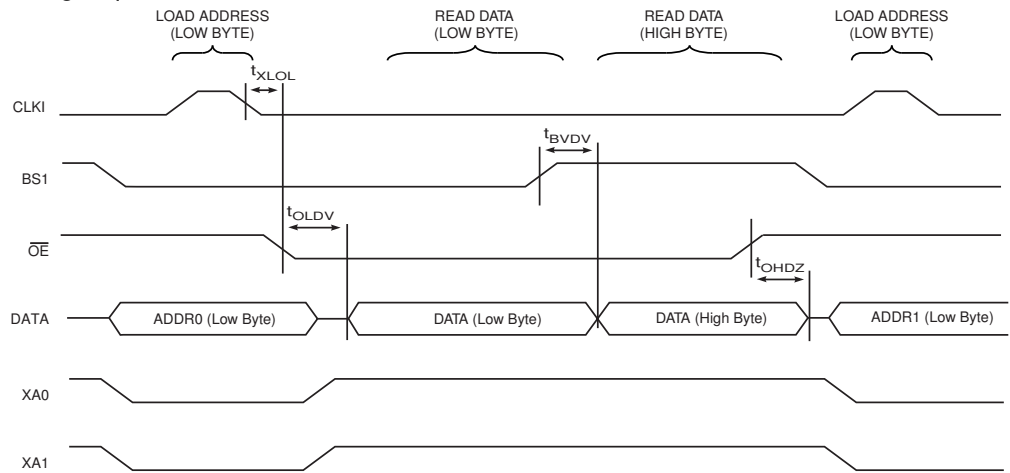 LOAD ADDRESS
(LOW BYTE)
READ DATA
(LOW BYTE)
READ DATA
(HIGH BYTE)
LOAD ADDRESS
(LOW BYTE)
tXLOL
CLKI
tBVDV
BS1
tOLDV
OE
tOHDZ
DATA
ADDR0 (Low Byte)
DATA (Low Byte)
DATA (High Byte)
ADDR1 (Low Byte)
XA0
XA1